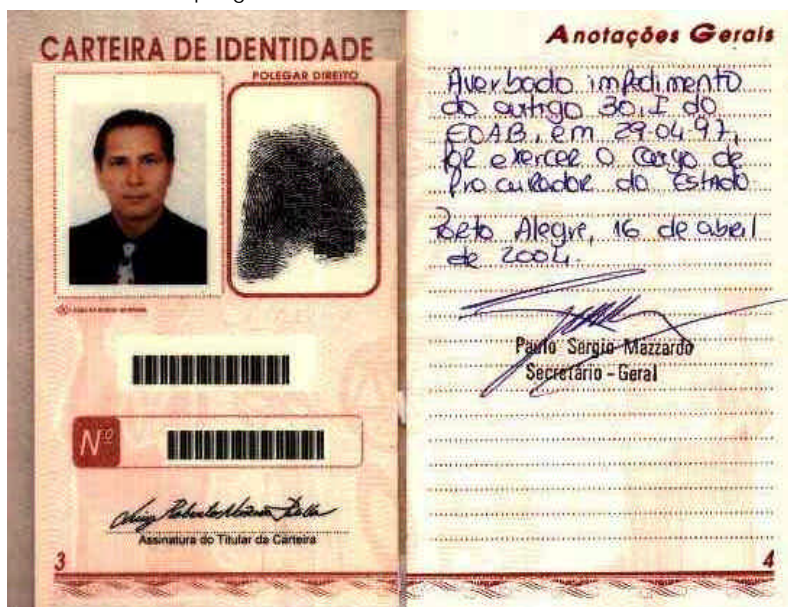 CARTEIRA DE IDENTIDADE
POLEGAR DIREITO
Nº
Assinatura do Titular da Carteira
3
Anotações Gerais
Averbado impedimento
do artigo 30, I do
EOAB, em 29.04.97,
por exercer o cargo de
Procurador do Estado
Porto Alegre, 16 de abril
de 2004.
Paulo Sergio Mazzardo
Secretário - Geral
4